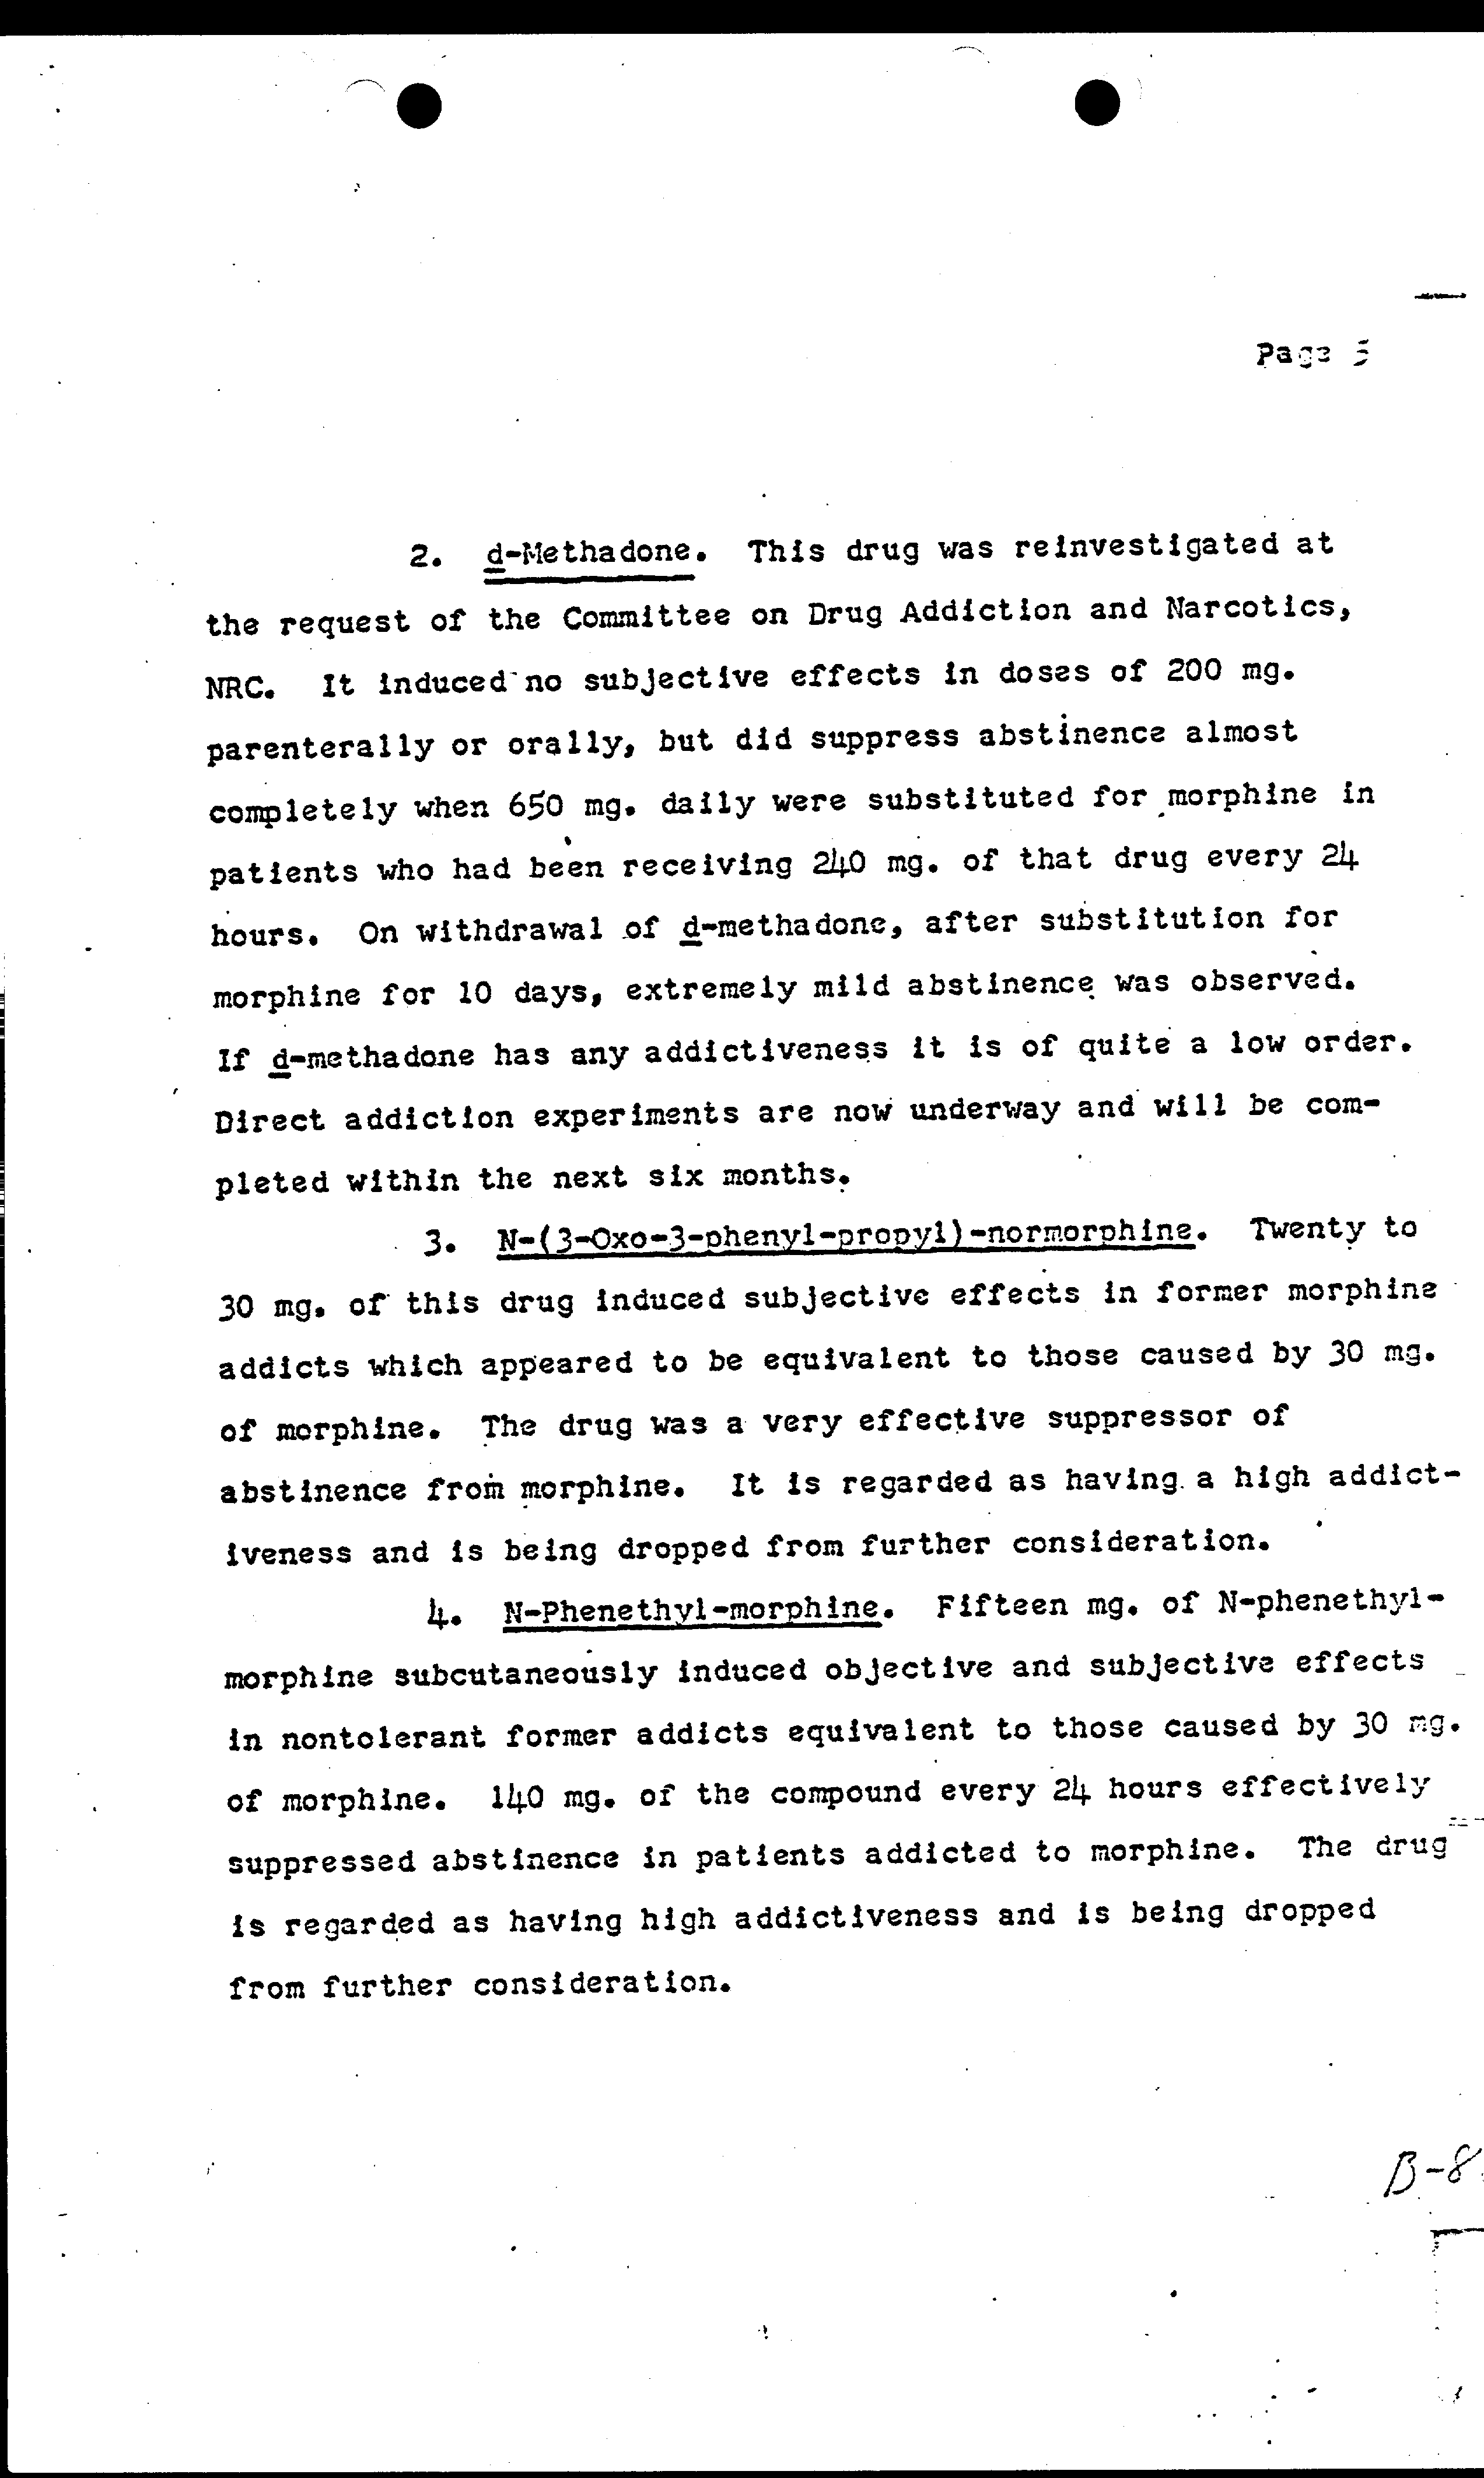 Page 5
2. d-Methadone. This drug was reinvestigated at
the request of the Committee on Drug Addiction and Narcotics,
NRC. It induced no subjective effects in doses of 200 mg.
parenterally or orally, but did suppress abstinence almost
completely when 650 mg. daily were substituted for morphine in
patients who had been receiving 240 mg. of that drug every 24
hours. On withdrawal of d-methadone, after substitution for
morphine for 10 days, extremely mild abstinence was observed.
If d-methadone has any addictiveness it is of quite a low order.
Direct addiction experiments are now underway and will be com-
pleted within the next six months.
3. N-(3-Oxo-3-phenyl-propyl)-normorphine. Twenty to
30 mg. of this drug induced subjective effects in former morphine
addicts which appeared to be equivalent to those caused by 30 mg.
of morphine. The drug was a very effective suppressor of
abstinence from morphine. It is regarded as having a high addict-
iveness and is being dropped from further consideration.
4. N-Phenethyl-morphine. Fifteen mg. of N-phenethyl-
morphine subcutaneously induced objective and subjective effects
in nontolerant former addicts equivalent to those caused by 30 mg.
of morphine. 140 mg. of the compound every 24 hours effectively
suppressed abstinence in patients addicted to morphine. The drug
is regarded as having high addictiveness and is being dropped
from further consideration.
B-8